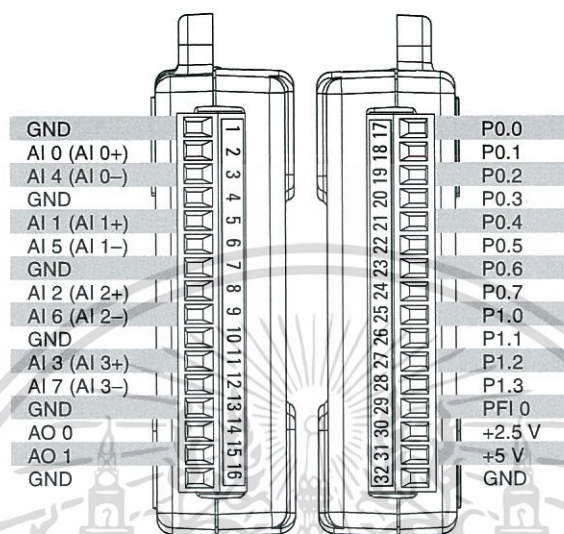 GND 1
AI 0 (AI 0+) 2
AI 4 (AI 0–) 3
GND 4
AI 1 (AI 1+) 5
AI 5 (AI 1–) 6
GND 7
AI 2 (AI 2+) 8
AI 6 (AI 2–) 9
GND 10
AI 3 (AI 3+) 11
AI 7 (AI 3–) 12
GND 13
AO 0 14
AO 1 15
GND 16
17 P0.0
18 P0.1
19 P0.2
20 P0.3
21 P0.4
22 P0.5
23 P0.6
24 P0.7
25 P1.0
26 P1.1
27 P1.2
28 P1.3
29 PFI 0
30 +2.5 V
31 +5 V
32 GND